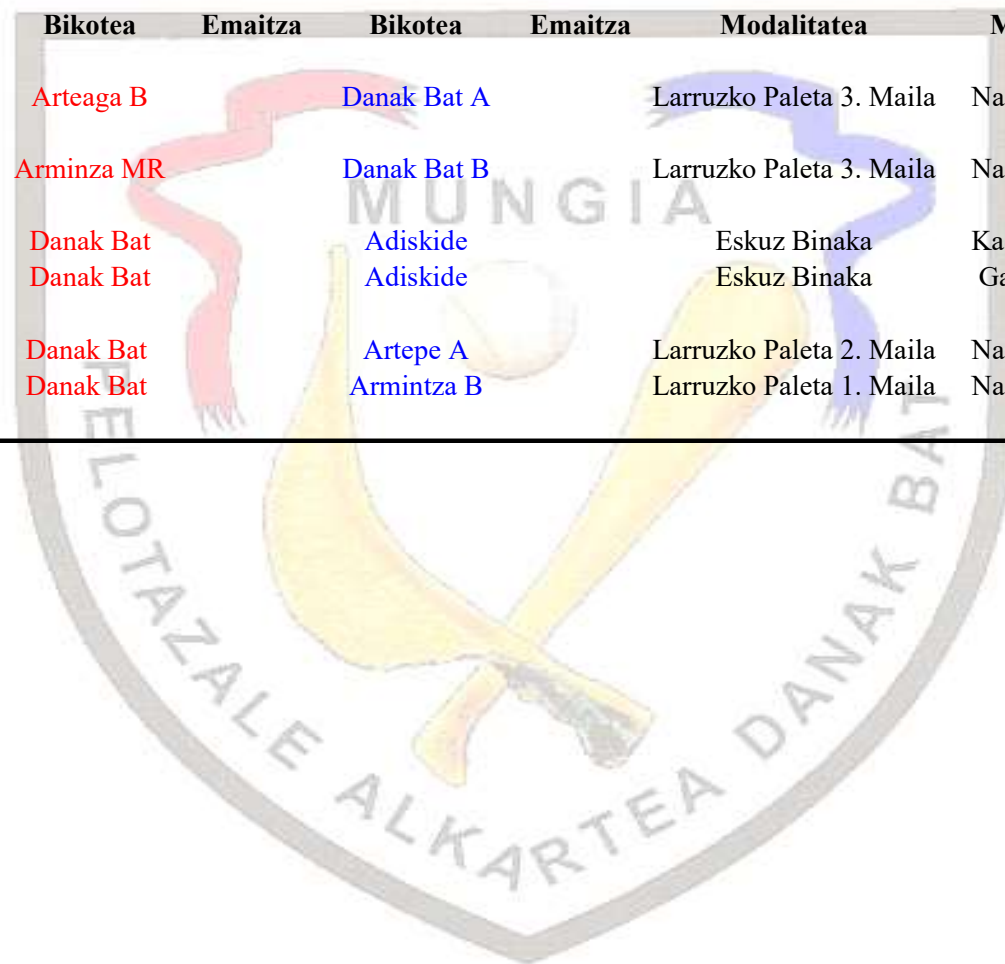 Bikotea Emaitza Bikotea Emaitza Modalitatea
Arteaga B Danak Bat A Larruzko Paleta 3. Maila
Arminza MR Danak Bat B Larruzko Paleta 3. Maila
MUNGIA
Danak Bat Adiskide Eskuz Binaka
Danak Bat Adiskide Eskuz Binaka
Danak Bat Artepe A Larruzko Paleta 2. Maila
Danak Bat Armintza B Larruzko Paleta 1. Maila
PELOTAZALE ALKARTEA DANAK BAT